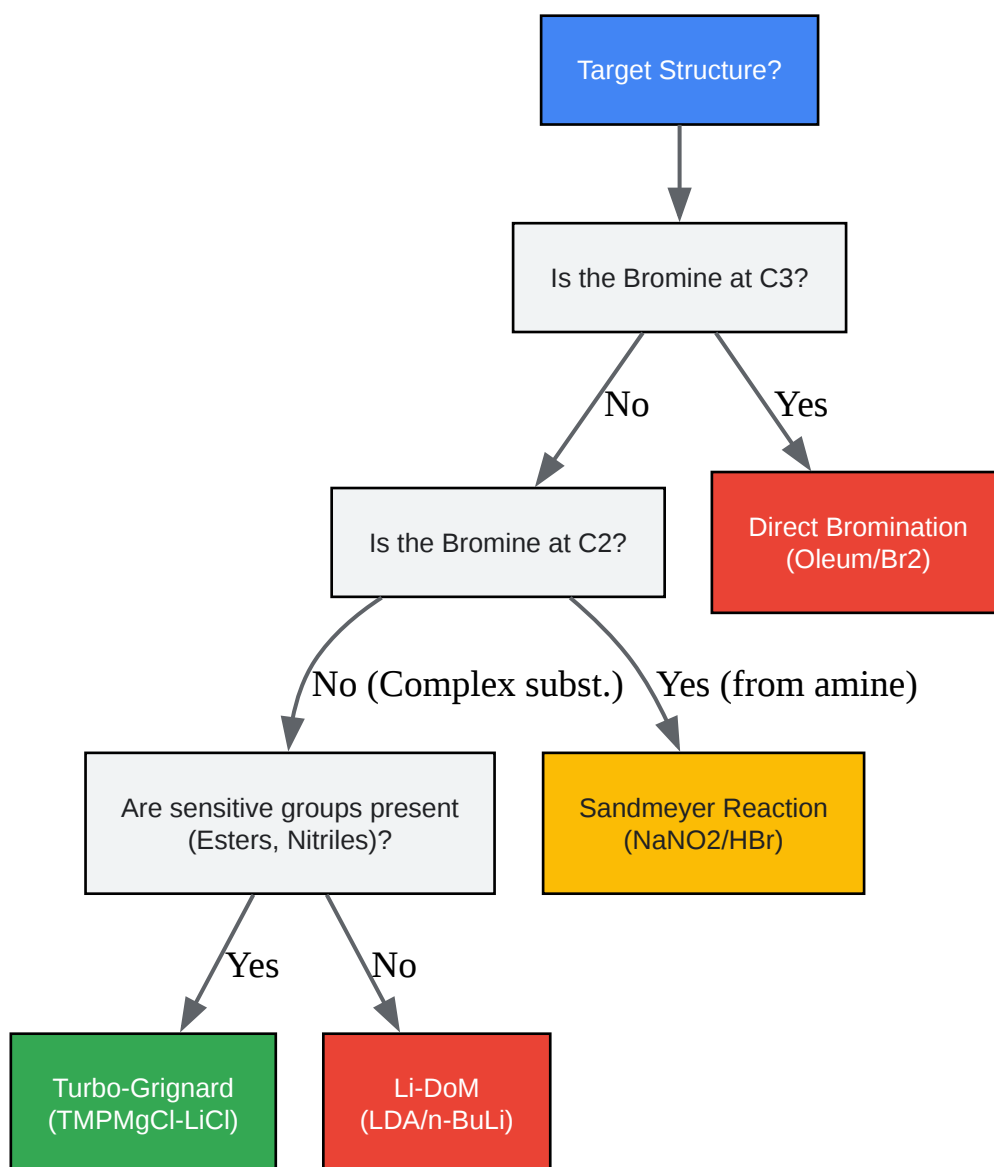 Target Structure?
Is the Bromine at C3?
No
Yes
Is the Bromine at C2?
Direct Bromination
(Oleum/Br2)
No (Complex subst.)
Yes (from amine)
Are sensitive groups present
(Esters, Nitriles)?
Sandmeyer Reaction
(NaNO2/HBr)
Yes
No
Turbo-Grignard
(TMPMgCl-LiCl)
Li-DoM
(LDA/n-BuLi)